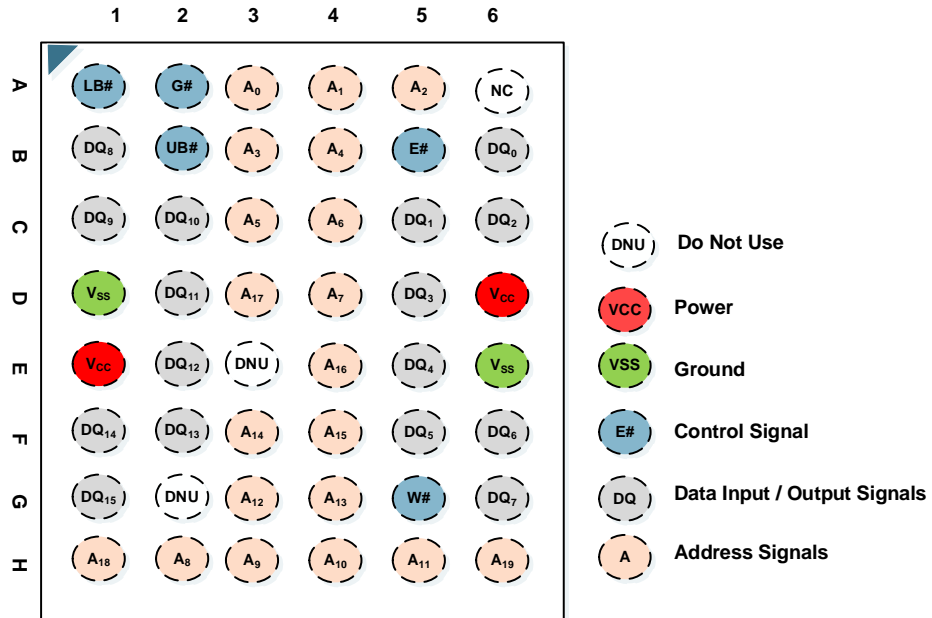 1 2 3 4 5 6
A LB# G# A0 A1 A2 NC
B DQ8 UB# A3 A4 E# DQ0
C DQ9 DQ10 A5 A6 DQ1 DQ2
D VSS DQ11 A17 A7 DQ3 VCC
E VCC DQ12 DNU A16 DQ4 VSS
F DQ14 DQ13 A14 A15 DQ5 DQ6
G DQ15 DNU A12 A13 W# DQ7
H A18 A8 A9 A10 A11 A19
DNU Do Not Use
VCC Power
VSS Ground
E# Control Signal
DQ Data Input / Output Signals
A Address Signals